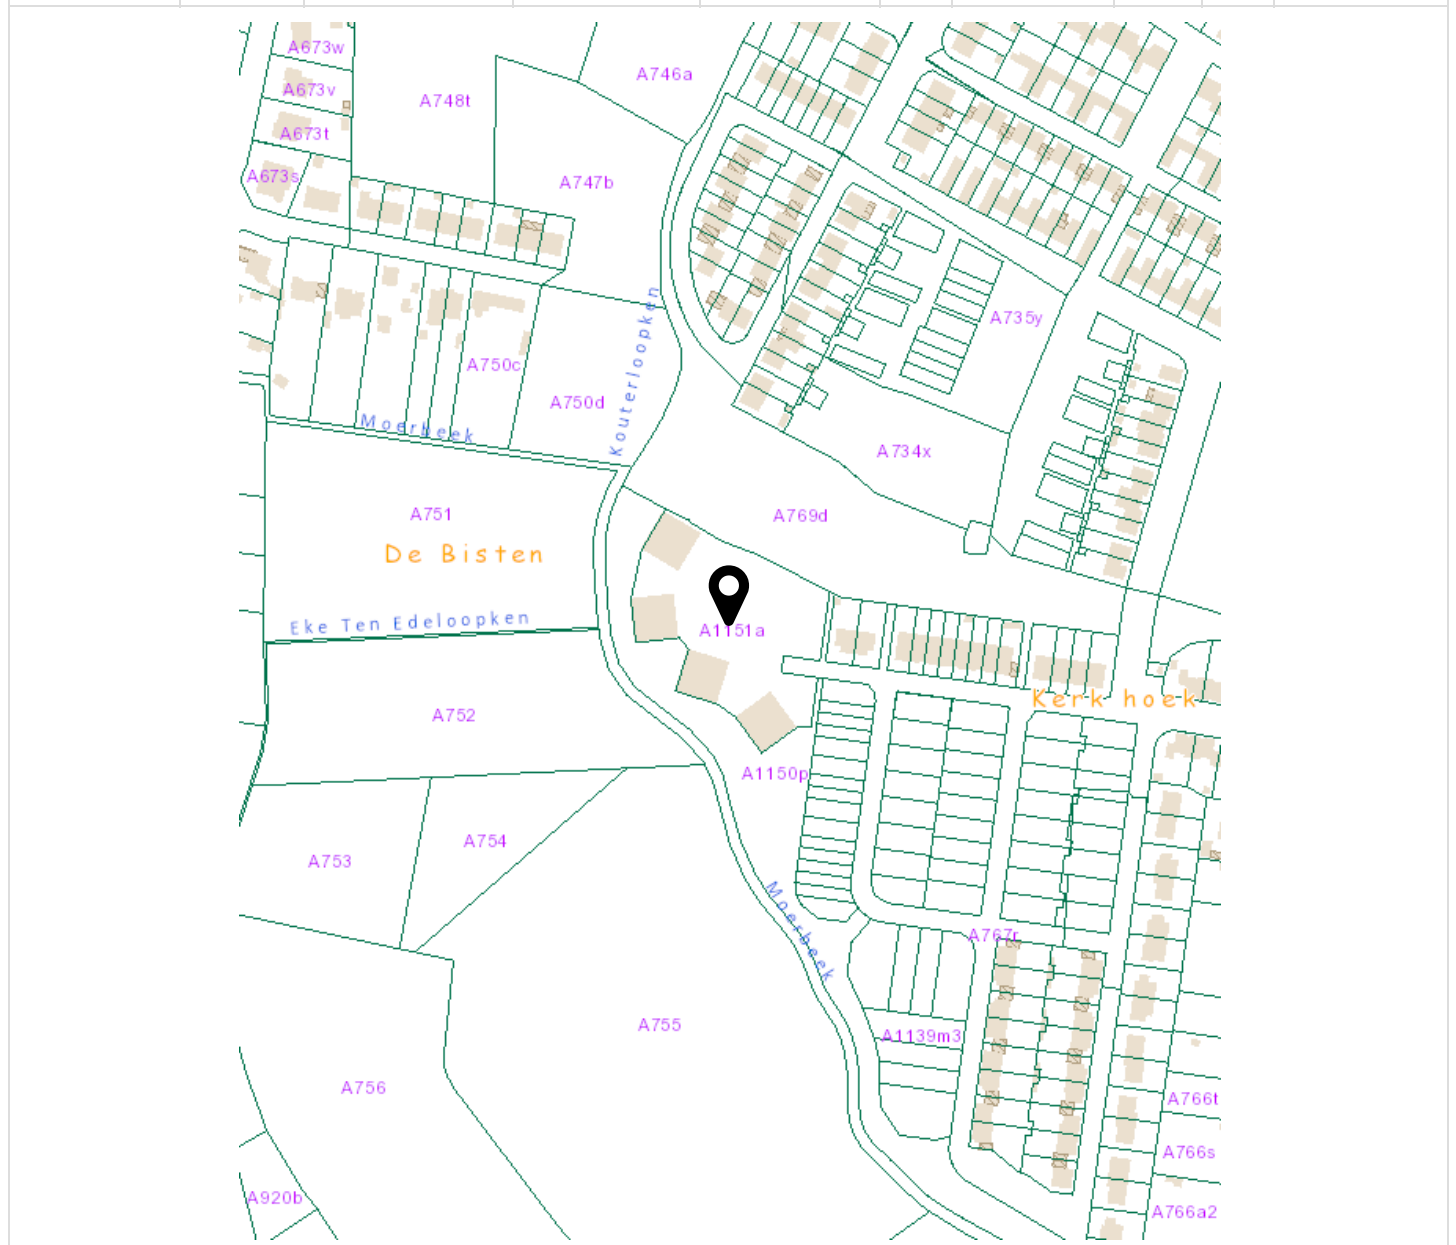 A673w
A746a
A673v
A748t
A673t
A673s
A747b
A735y
Kouterloopken
A750c
A750d
Moerbeek
A734x
A751
A769d
De Bisten
Eke Ten Edeloopken
A1151a
Kerk hoek
A752
A1150p
A754
A753
Moerbeek
A767r
A755
A1139m3
A756
A766t
A766s
A920b
A766a2